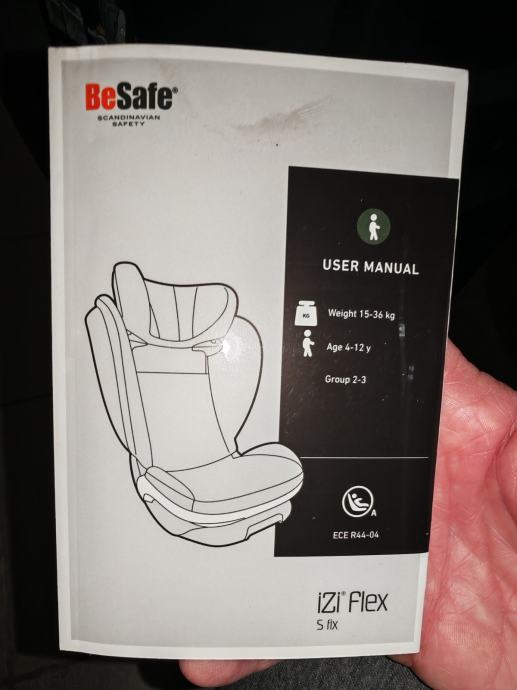 BeSafe®
SCANDINAVIAN
SAFETY
USER MANUAL
KG
Weight 15-36 kg
Age 4-12 y
Group 2-3
A
ECE R44-04
iZi® Flex
S fix